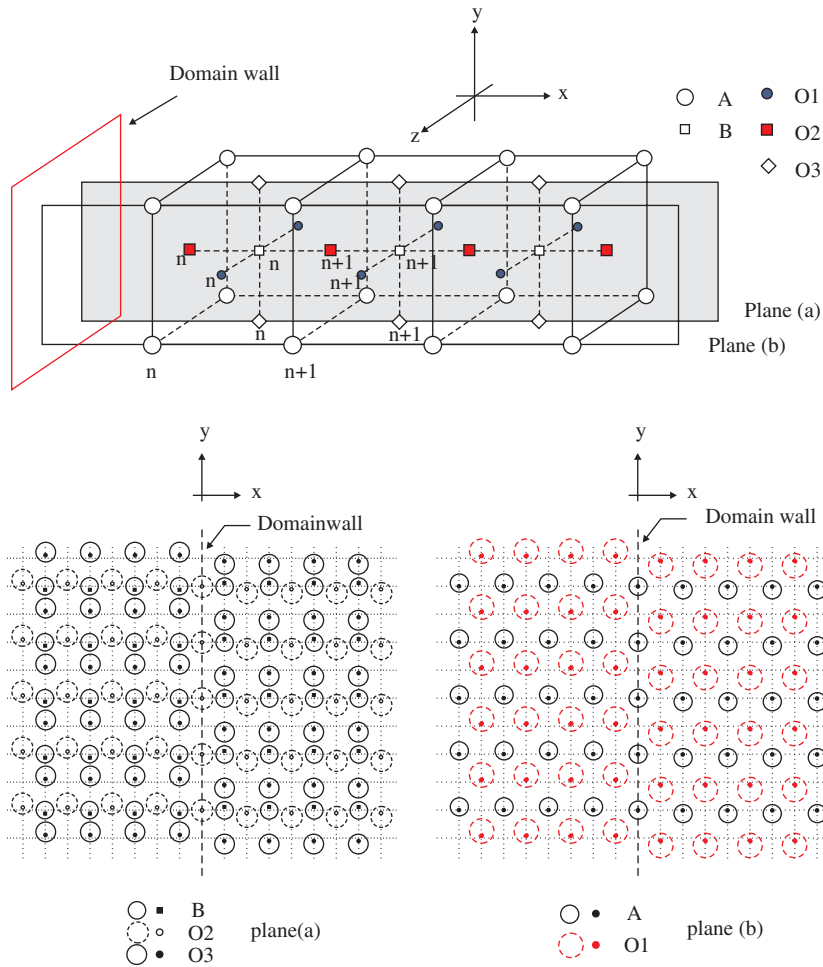 y
Domain wall
x
z
A
O1
B
O2
O3
n
n
n
n+1
n+1
n+1
n
n+1
Plane (a)
Plane (b)
n
n+1
y
x
Domainwall
y
x
Domain wall
B
O2
O3
plane(a)
A
O1
plane (b)